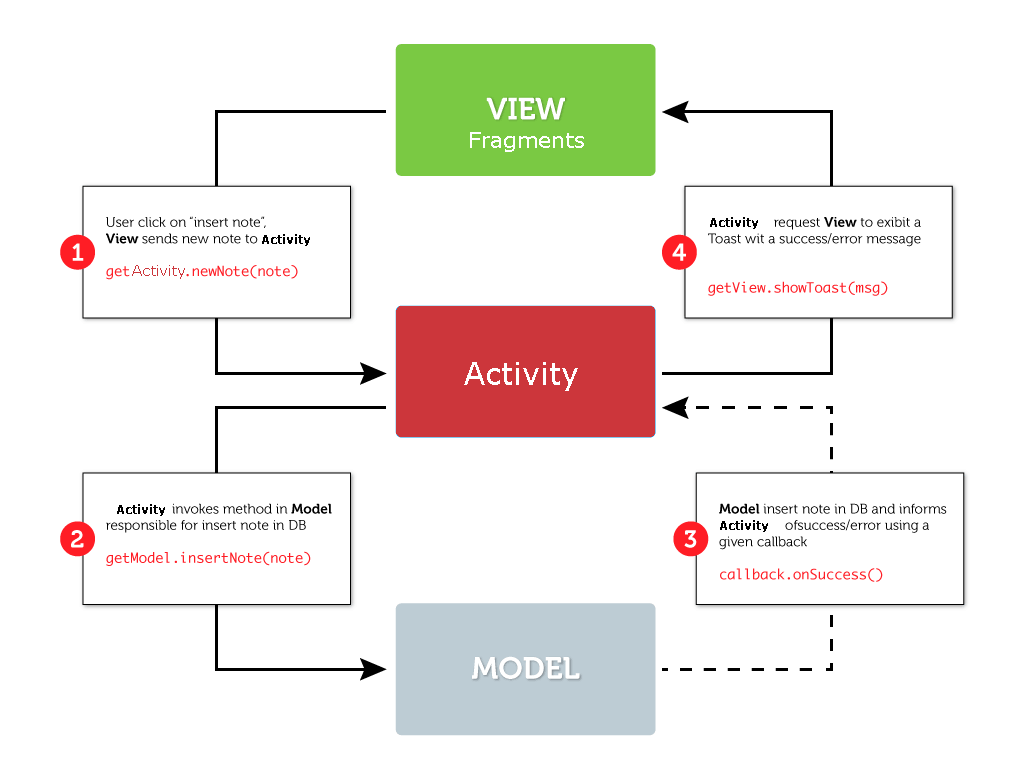 VIEW
Fragments
1
User click on “insert note”,
View sends new note to Activity
getActivity.newNote(note)
4
Activity request View to exibit a
Toast wit a success/error message
getView.showToast(msg)
Activity
2
Activity invokes method in Model
responsible for insert note in DB
getModel.insertNote(note)
3
Model insert note in DB and informs
Activity ofsuccess/error using a
given callback
callback.onSuccess()
MODEL